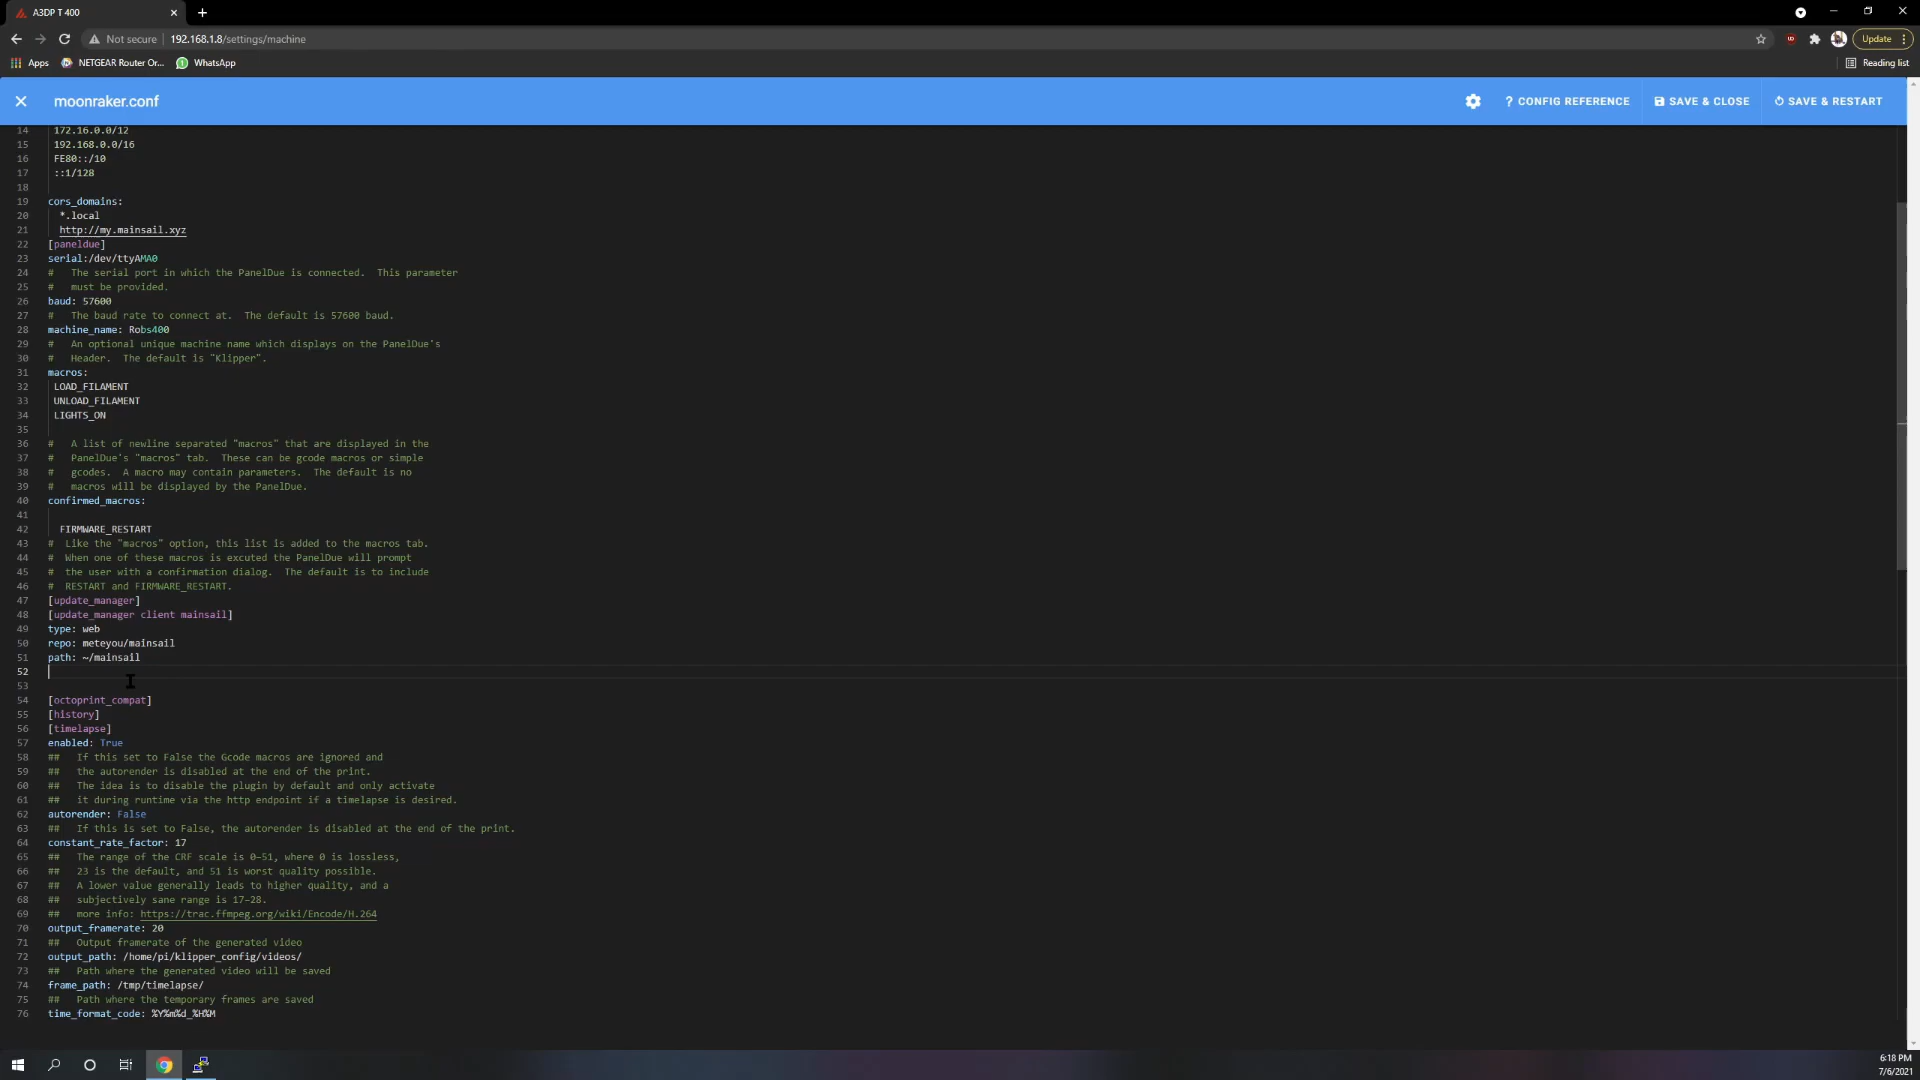 A3DP T 400
Not secure
192.168.1.8/settings/machine
Update
Apps
NETGEAR Router Or...
WhatsApp
Reading list
moonraker.conf
? CONFIG REFERENCE
SAVE & CLOSE
SAVE & RESTART
14 172.16.0.0/12
15 192.168.0.0/16
16 FE80::/10
17 ::1/128
18
19 cors_domains:
20 *.local
21 http://my.mainsail.xyz
22 [paneldue]
23 serial:/dev/ttyAMA0
24 # The serial port in which the PanelDue is connected. This parameter
25 # must be provided.
26 baud: 57600
27 # The baud rate to connect at. The default is 57600 baud.
28 machine_name: Robs400
29 # An optional unique machine name which displays on the PanelDue's
30 # Header. The default is "Klipper".
31 macros:
32 LOAD_FILAMENT
33 UNLOAD_FILAMENT
34 LIGHTS_ON
35
36 # A list of newline separated "macros" that are displayed in the
37 # PanelDue's "macros" tab. These can be gcode macros or simple
38 # gcodes. A macro may contain parameters. The default is no
39 # macros will be displayed by the PanelDue.
40 confirmed_macros:
41
42 FIRMWARE_RESTART
43 # Like the "macros" option, this list is added to the macros tab.
44 # When one of these macros is excuted the PanelDue will prompt
45 # the user with a confirmation dialog. The default is to include
46 # RESTART and FIRMWARE_RESTART.
47 [update_manager]
48 [update_manager client mainsail]
49 type: web
50 repo: meteyou/mainsail
51 path: ~/mainsail
52
53
54 [octoprint_compat]
55 [history]
56 [timelapse]
57 enabled: True
58 ## If this set to False the Gcode macros are ignored and
59 ## the autorender is disabled at the end of the print.
60 ## The idea is to disable the plugin by default and only activate
61 ## it during runtime via the http endpoint if a timelapse is desired.
62 autorender: False
63 ## If this is set to False, the autorender is disabled at the end of the print.
64 constant_rate_factor: 17
65 ## The range of the CRF scale is 0–51, where 0 is lossless,
66 ## 23 is the default, and 51 is worst quality possible.
67 ## A lower value generally leads to higher quality, and a
68 ## subjectively sane range is 17–28.
69 ## more info: https://trac.ffmpeg.org/wiki/Encode/H.264
70 output_framerate: 20
71 ## Output framerate of the generated video
72 output_path: /home/pi/klipper_config/videos/
73 ## Path where the generated video will be saved
74 frame_path: /tmp/timelapse/
75 ## Path where the temporary frames are saved
76 time_format_code: %Y%m%d_%H%M
6:18 PM
7/6/2021